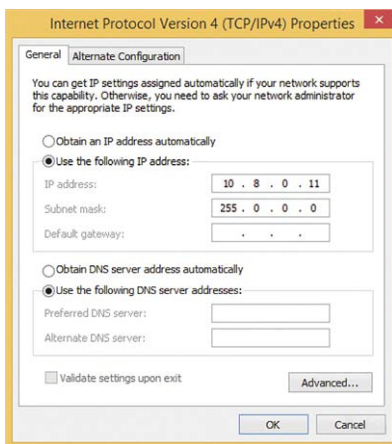 Internet Protocol Version 4 (TCP/IPv4) Properties
General
Alternate Configuration
You can get IP settings assigned automatically if your network supports
this capability. Otherwise, you need to ask your network administrator
for the appropriate IP settings.
Obtain an IP address automatically
Use the following IP address:
IP address: 10 . 8 . 0 . 11
Subnet mask: 255 . 0 . 0 . 0
Default gateway: . . .
Obtain DNS server address automatically
Use the following DNS server addresses:
Preferred DNS server:
Alternate DNS server:
Validate settings upon exit
Advanced...
OK
Cancel